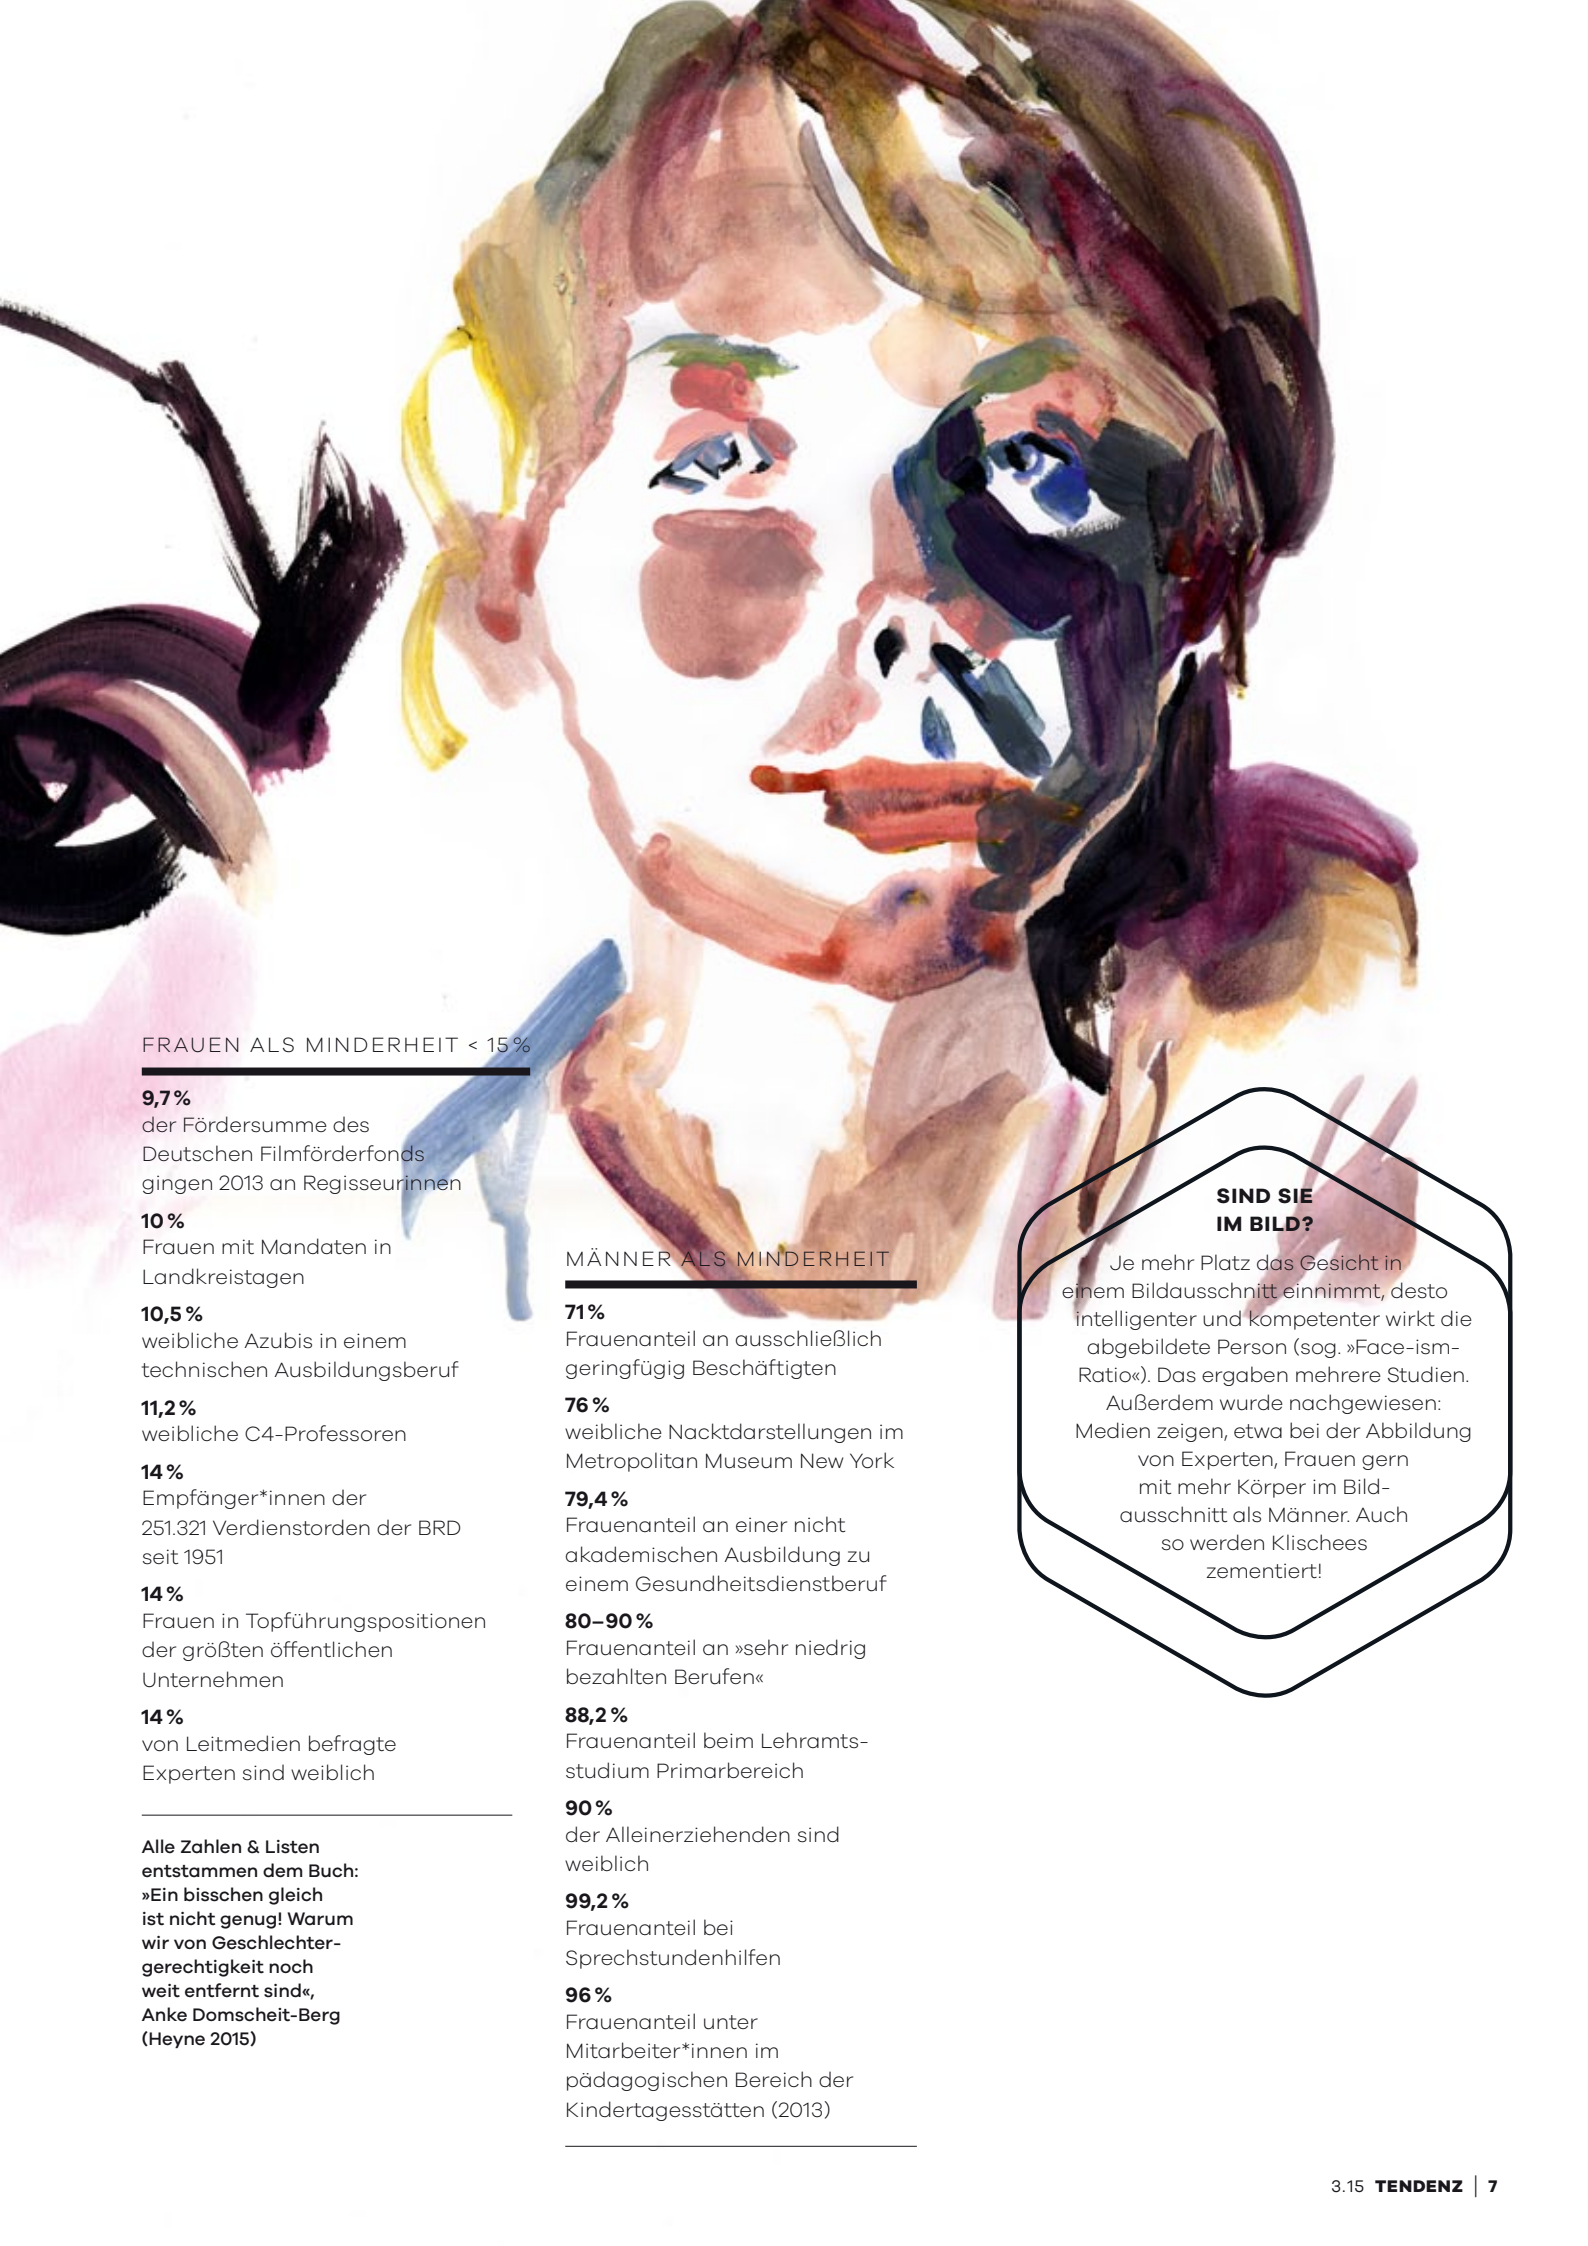 FRAUEN ALS MINDERHEIT < 15 %
9,7 %
der Fördersumme des
Deutschen Filmförderfonds
gingen 2013 an Regisseurinnen
10 %
Frauen mit Mandaten in
Landkreistagen
10,5 %
weibliche Azubis in einem
technischen Ausbildungsberuf
11,2 %
weibliche C4-Professoren
14 %
Empfänger*innen der
251.321 Verdienstorden der BRD
seit 1951
14 %
Frauen in Topführungspositionen
der größten öffentlichen
Unternehmen
14 %
von Leitmedien befragte
Experten sind weiblich
Alle Zahlen & Listen
entstammen dem Buch:
»Ein bisschen gleich
ist nicht genug! Warum
wir von Geschlechter-
gerechtigkeit noch
weit entfernt sind«,
Anke Domscheit-Berg
(Heyne 2015)
MÄNNER ALS MINDERHEIT
71 %
Frauenanteil an ausschließlich
geringfügig Beschäftigten
76 %
weibliche Nacktdarstellungen im
Metropolitan Museum New York
79,4 %
Frauenanteil an einer nicht
akademischen Ausbildung zu
einem Gesundheitsdienstberuf
80–90 %
Frauenanteil an »sehr niedrig
bezahlten Berufen«
88,2 %
Frauenanteil beim Lehramts-
studium Primarbereich
90 %
der Alleinerziehenden sind
weiblich
99,2 %
Frauenanteil bei
Sprechstundenhilfen
96 %
Frauenanteil unter
Mitarbeiter*innen im
pädagogischen Bereich der
Kindertagesstätten (2013)
SIND SIE
IM BILD?
Je mehr Platz das Gesicht in
einem Bildausschnitt einnimmt, desto
intelligenter und kompetenter wirkt die
abgebildete Person (sog. »Face-ism-
Ratio«). Das ergaben mehrere Studien.
Außerdem wurde nachgewiesen:
Medien zeigen, etwa bei der Abbildung
von Experten, Frauen gern
mit mehr Körper im Bild-
ausschnitt als Männer. Auch
so werden Klischees
zementiert!
3.15 TENDENZ | 7